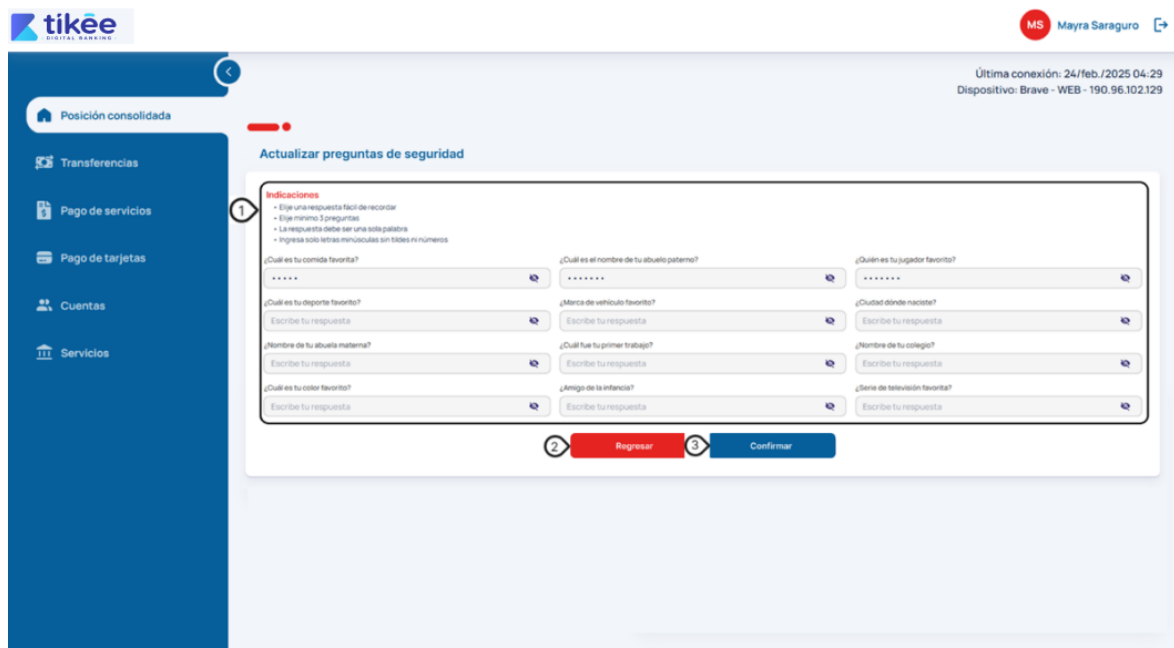 tikee
DIGITAL BANKING
MS Mayra Saraguro
Última conexión: 24/feb./2025 04:29
Dispositivo: Brave - WEB - 190.96.102.129
Posición consolidada
Transferencias
Pago de servicios
Pago de tarjetas
Cuentas
Servicios
Actualizar preguntas de seguridad
1
Indicaciones
• Elije una respuesta fácil de recordar
• Elije mínimo 3 preguntas
• La respuesta debe ser una sola palabra
• Ingresa solo letras minúsculas sin tildes ni números
¿Cuál es tu comida favorita? ¿Cuál es el nombre de tu abuelo paterno? ¿Quién es tu jugador favorito?
••••• ••••••• •••••••
¿Cuál es tu deporte favorito? ¿Marca de vehículo favorito? ¿Ciudad dónde naciste?
Escribe tu respuesta Escribe tu respuesta Escribe tu respuesta
¿Nombre de tu abuela materna? ¿Cuál fue tu primer trabajo? ¿Nombre de tu colegio?
Escribe tu respuesta Escribe tu respuesta Escribe tu respuesta
¿Cuál es tu color favorito? ¿Amigo de la infancia? ¿Serie de televisión favorita?
Escribe tu respuesta Escribe tu respuesta Escribe tu respuesta
2 Regresar 3 Confirmar